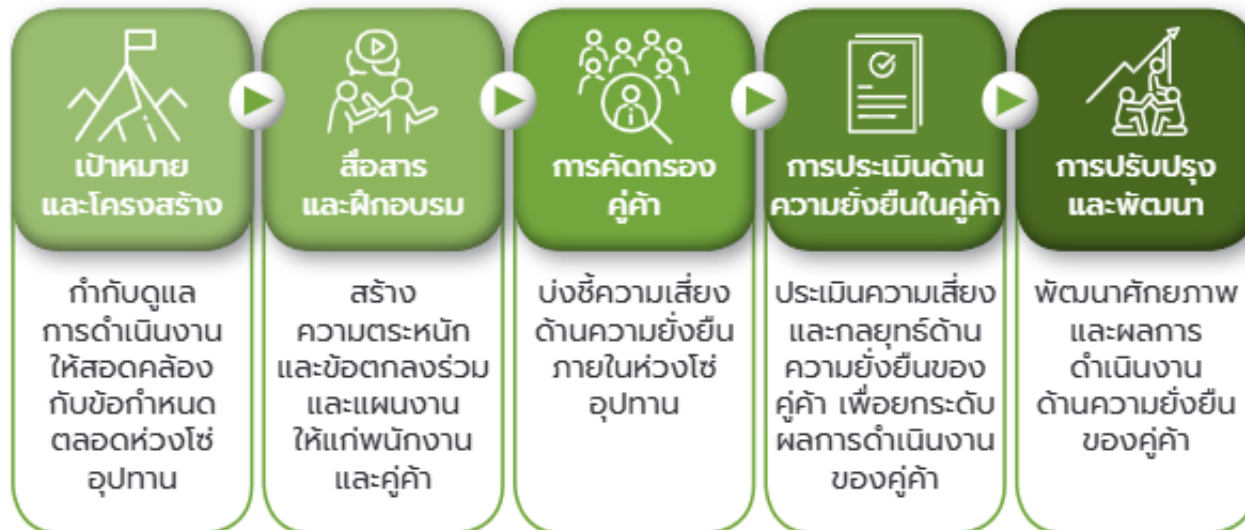 เป้าหมาย
และโครงสร้าง
กำกับดูแล
การดำเนินงาน
ให้สอดคล้อง
กับข้อกำหนด
ตลอดห่วงโซ่
อุปทาน
สื่อสาร
และฝึกอบรม
สร้าง
ความตระหนัก
และข้อตกลงร่วม
และแผนงาน
ให้แก่พนักงาน
และคู่ค้า
การคัดกรอง
คู่ค้า
บ่งชี้ความเสี่ยง
ด้านความยั่งยืน
ภายในห่วงโซ่
อุปทาน
การประเมินด้าน
ความยั่งยืนในคู่ค้า
ประเมินความเสี่ยง
และกลยุทธ์ด้าน
ความยั่งยืนของ
คู่ค้า เพื่อยกระดับ
ผลการดำเนินงาน
ของคู่ค้า
การปรับปรุง
และพัฒนา
พัฒนาศักยภาพ
และผลการ
ดำเนินงาน
ด้านความยั่งยืน
ของคู่ค้า